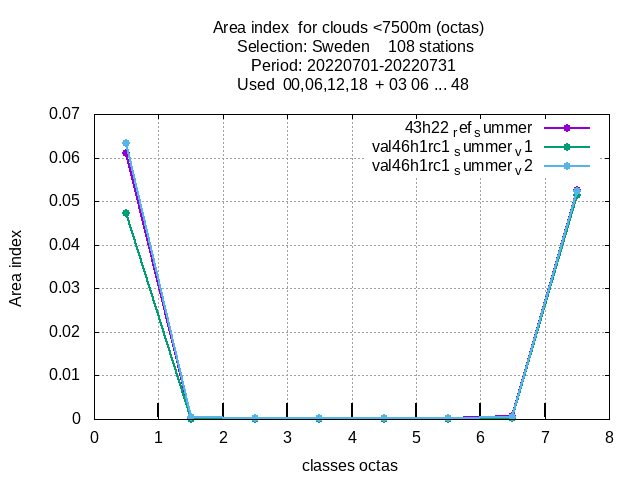 Area index  for clouds <7500m (octas)
Selection: Sweden    108 stations
Period: 20220701-20220731
Used  00,06,12,18  + 03 06 ... 48
43h22 ref summer
val46h1rc1 summer v1
val46h1rc1 summer v2
0.07
0.06
0.05
0.04
0.03
0.02
0.01
0
Area index
0 1 2 3 4 5 6 7 8
classes octas